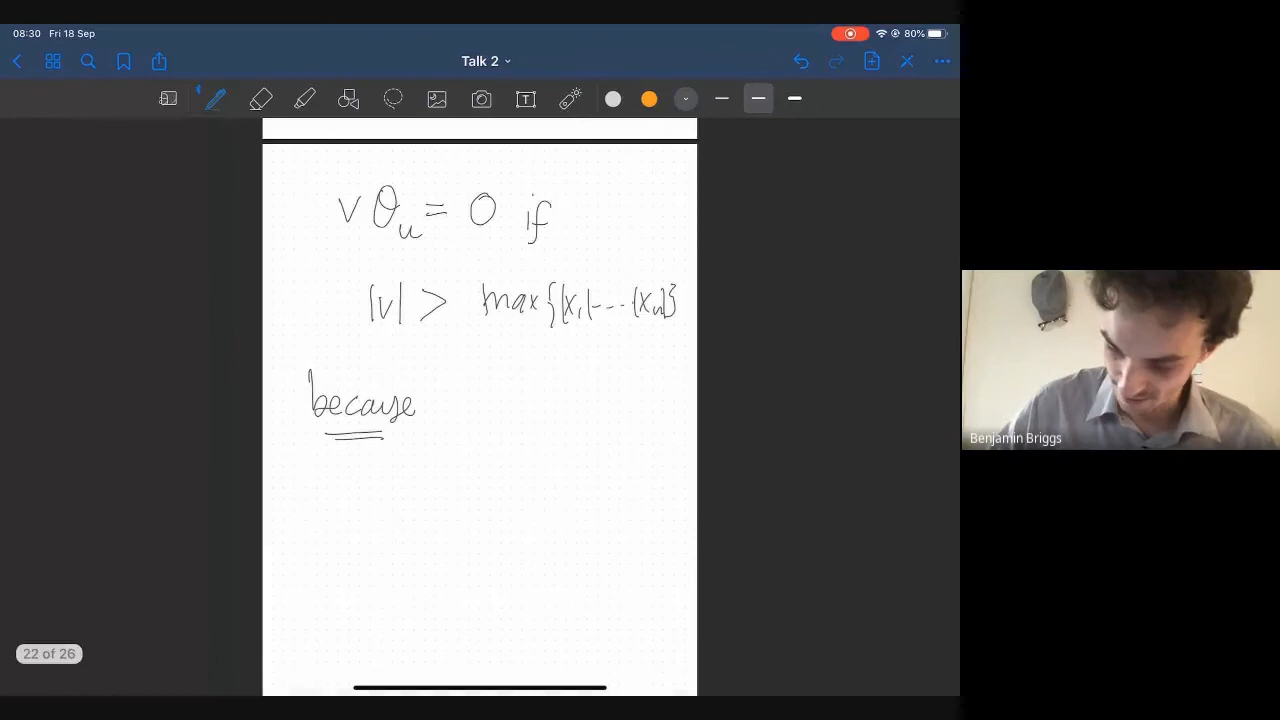 08:30 Fri 18 Sep
80%
Talk 2
T
v θ_u = 0 if
|v| > max{|x_1|--...|x_n|}
because
22 of 26
Benjamin Briggs